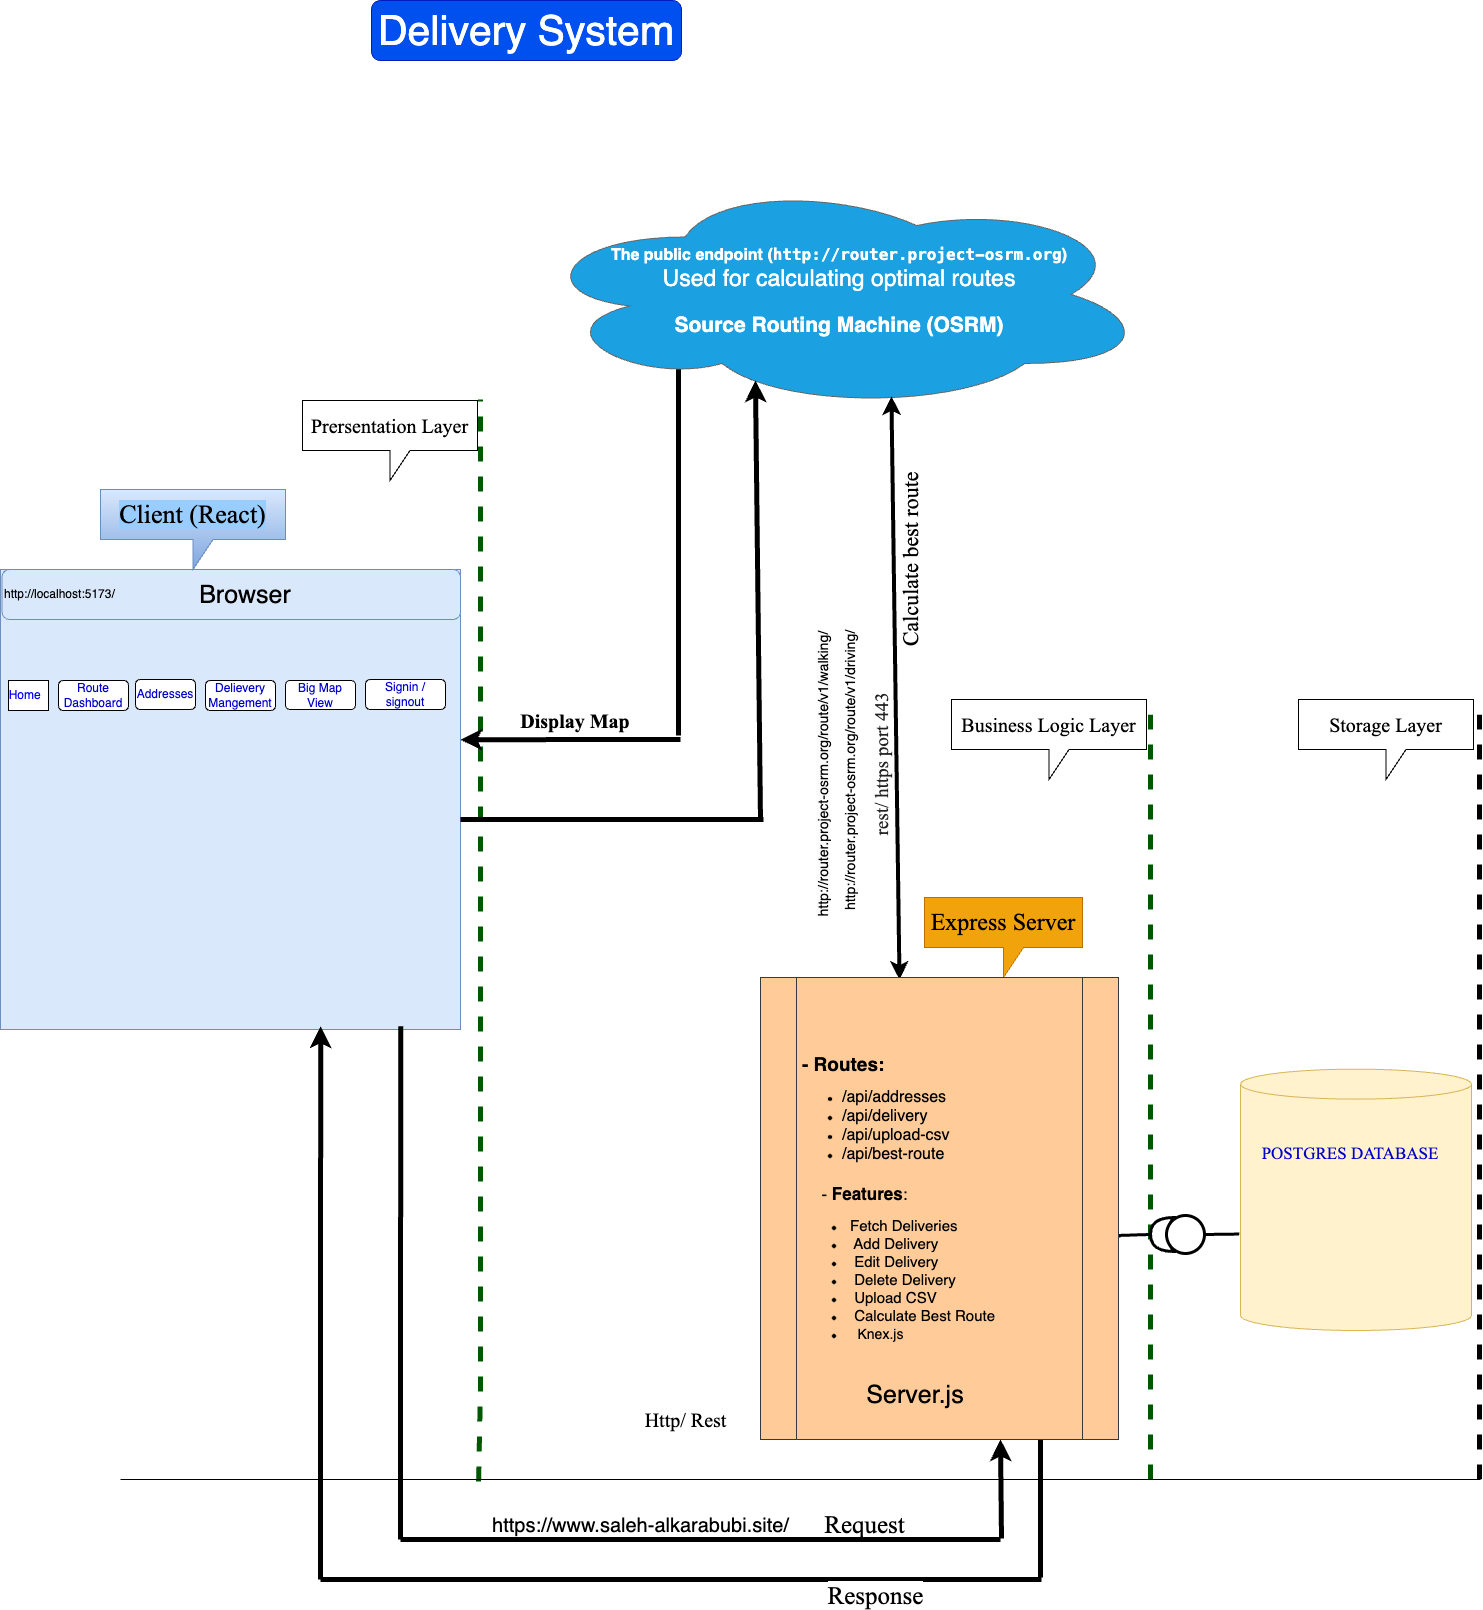 Delivery System
The public endpoint (http://router.project-osrm.org)
Used for calculating optimal routes
Source Routing Machine (OSRM)
Prersentation Layer
Client (React)
http://localhost:5173/
Browser
Home
Route
Dashboard
Addresses
Delievery
Mangement
Big Map
View
Signin /
signout
Display Map
Calculate best route
http://router.project-osrm.org/route/v1/walking/
http://router.project-osrm.org/route/v1/driving/
rest/ https port 443
Business Logic Layer
Storage Layer
Express Server
- Routes:
• /api/addresses
• /api/delivery
• /api/upload-csv
• /api/best-route
- Features:
• Fetch Deliveries
• Add Delivery
• Edit Delivery
• Delete Delivery
• Upload CSV
• Calculate Best Route
• Knex.js
Server.js
POSTGRES DATABASE
Http/ Rest
https://www.saleh-alkarabubi.site/
Request
Response